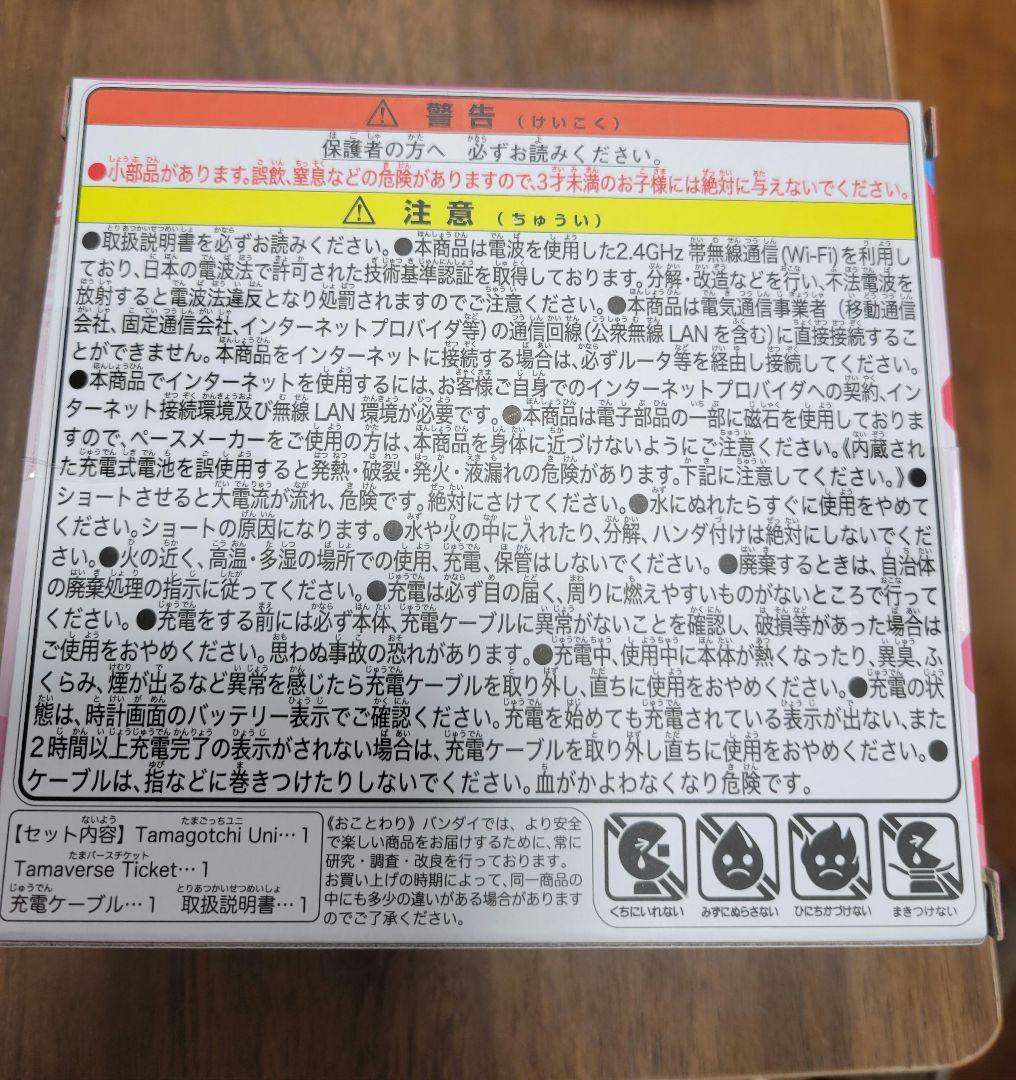 ⚠ 警告（けいこく）
保護者の方へ 必ずお読みください。
●小部品があります。誤飲、窒息などの危険がありますので、3才未満のお子様には絶対に与えないでください。
⚠ 注意（ちゅうい）
●取扱説明書を必ずお読みください。●本商品は電波を使用した2.4GHz 帯無線通信(Wi-Fi)を利用し
ており、日本の電波法で許可された技術基準認証を取得しております。分解・改造などを行い、不法電波を
放射すると電波法違反となり処罰されますのでご注意ください。●本商品は電気通信事業者（移動通信
会社、固定通信会社、インターネットプロバイダ等）の通信回線（公衆無線 LANを含む）に直接接続するこ
とができません。本商品をインターネットに接続する場合は、必ずルータ等を経由し接続してください。
●本商品でインターネットを使用するには、お客様ご自身でのインターネットプロバイダへの契約、イン
ターネット接続環境及び無線 LAN 環境が必要です。●本商品は電子部品の一部に磁石を使用しておりま
すので、ペースメーカーをご使用の方は、本商品を身体に近づけないようにご注意ください。《内蔵され
た充電式電池を誤使用すると発熱・破裂・発火・液漏れの危険があります。下記に注意してください。》●
ショートさせると大電流が流れ、危険です。絶対にさけてください。●水にぬれたらすぐに使用をやめて
ください。ショートの原因になります。●水や火の中に入れたり、分解、ハンダ付けは絶対にしないでくだ
さい。●火の近く、高温・多湿の場所での使用、充電、保管はしないでください。●廃棄するときは、自治体
の廃棄処理の指示に従ってください。●充電は必ず目の届く、周りに燃えやすいものがないところで行って
ください。●充電をする前には必ず本体、充電ケーブルに異常がないことを確認し、破損等があった場合は
ご使用をおやめください。思わぬ事故の恐れがあります。●充電中、使用中に本体が熱くなったり、異臭、ふ
くらみ、煙が出るなど異常を感じたら充電ケーブルを取り外し、直ちに使用をおやめください。●充電の状
態は、時計画面のバッテリー表示でご確認ください。充電を始めても充電されている表示が出ない、また
2時間以上充電完了の表示がされない場合は、充電ケーブルを取り外し直ちに使用をおやめください。●
ケーブルは、指などに巻きつけたりしないでください。血がかよわなくなり危険です。
【セット内容】Tamagotchi Uni…1
Tamaverse Ticket…1
充電ケーブル…1 取扱説明書…1
《おことわり》バンダイでは、より安全
で楽しい商品をお届けするために、常に
研究・調査・改良を行っております。
お買い上げの時期によって、同一商品の
中にも多少の違いがある場合があります
のでご了承ください。
くちにいれない みずにぬらさない ひにちかづけない まきつけない